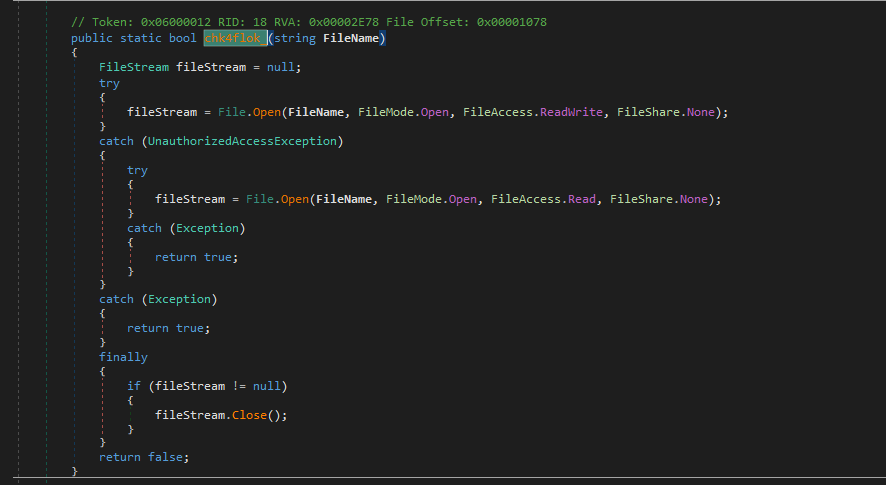 // Token: 0x06000012 RID: 18 RVA: 0x00002E78 File Offset: 0x00001078
public static bool chk4flok_(string FileName)
{
FileStream fileStream = null;
try
{
fileStream = File.Open(FileName, FileMode.Open, FileAccess.ReadWrite, FileShare.None);
}
catch (UnauthorizedAccessException)
{
try
{
fileStream = File.Open(FileName, FileMode.Open, FileAccess.Read, FileShare.None);
}
catch (Exception)
{
return true;
}
}
catch (Exception)
{
return true;
}
finally
{
if (fileStream != null)
{
fileStream.Close();
}
}
return false;
}